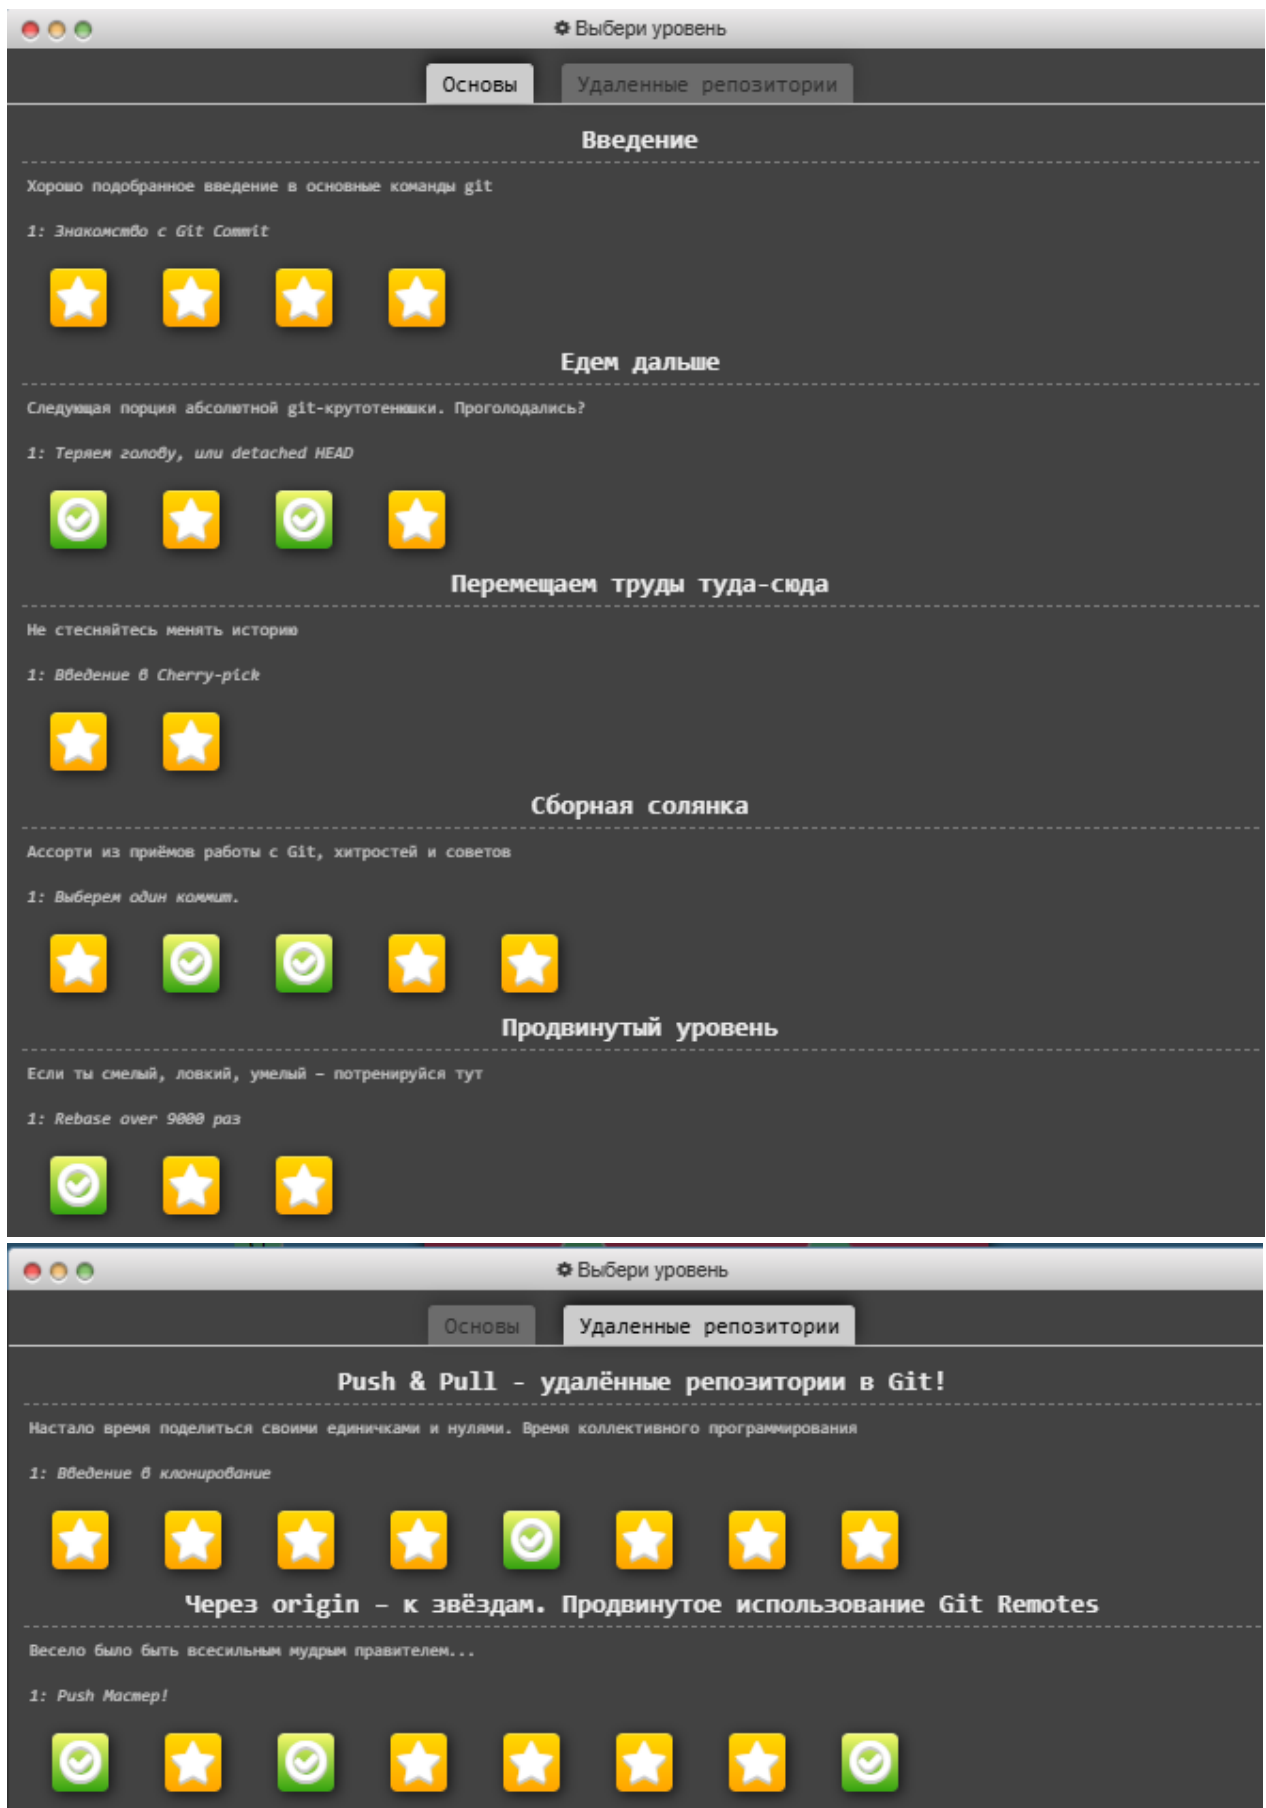 Выбери уровень
Основы
Удаленные репозитории
Введение
Хорошо подобранное введение в основные команды git
1: Знакомство с Git Commit
Едем дальше
Следующая порция абсолютной git-крутотенюшки. Проголодались?
1: Теряем голову, или detached HEAD
Перемещаем труды туда-сюда
Не стесняйтесь менять историю
1: Введение в Cherry-pick
Сборная солянка
Ассорти из приёмов работы с Git, хитростей и советов
1: Выберем один коммит.
Продвинутый уровень
Если ты смелый, ловкий, умелый – потренируйся тут
1: Rebase over 9000 раз
Выбери уровень
Основы
Удаленные репозитории
Push & Pull - удалённые репозитории в Git!
Настало время поделиться своими единичками и нулями. Время коллективного программирования
1: Введение в клонирование
Через origin – к звёздам. Продвинутое использование Git Remotes
Весело было быть всесильным мудрым правителем...
1: Push Мастер!